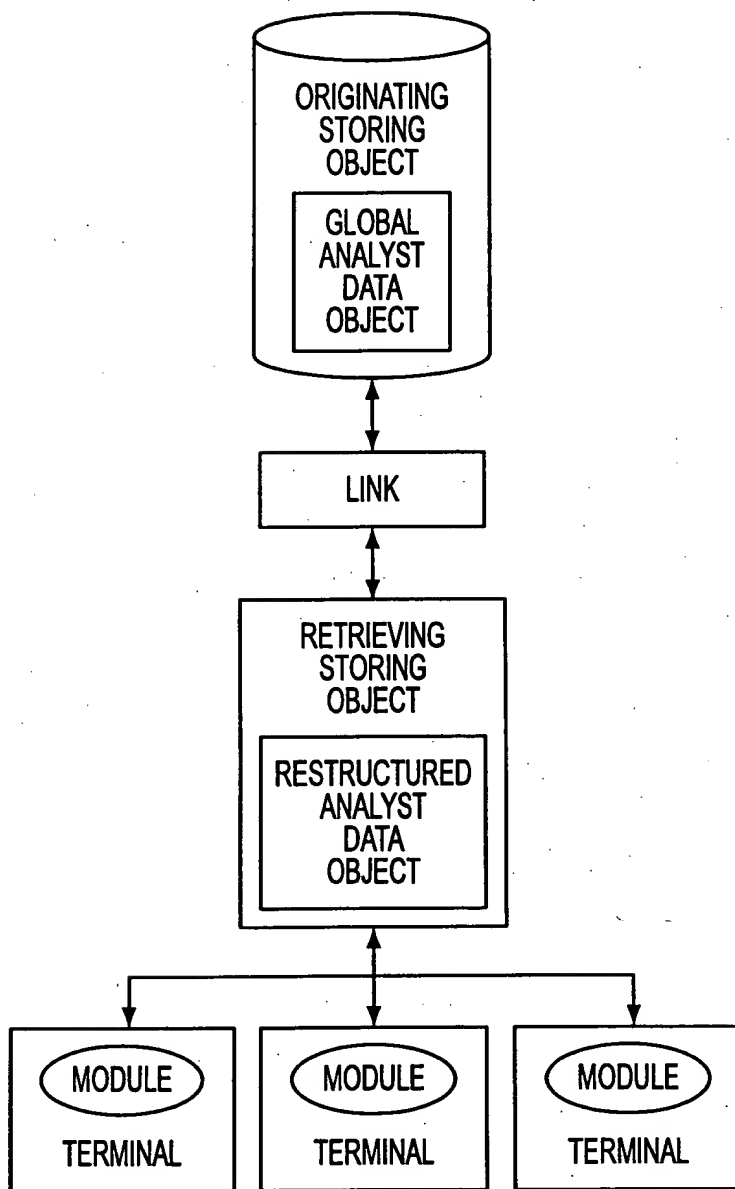 ORIGINATING
STORING
OBJECT
GLOBAL
ANALYST
DATA
OBJECT
LINK
RETRIEVING
STORING
OBJECT
RESTRUCTURED
ANALYST
DATA
OBJECT
MODULE
TERMINAL
MODULE
TERMINAL
MODULE
TERMINAL